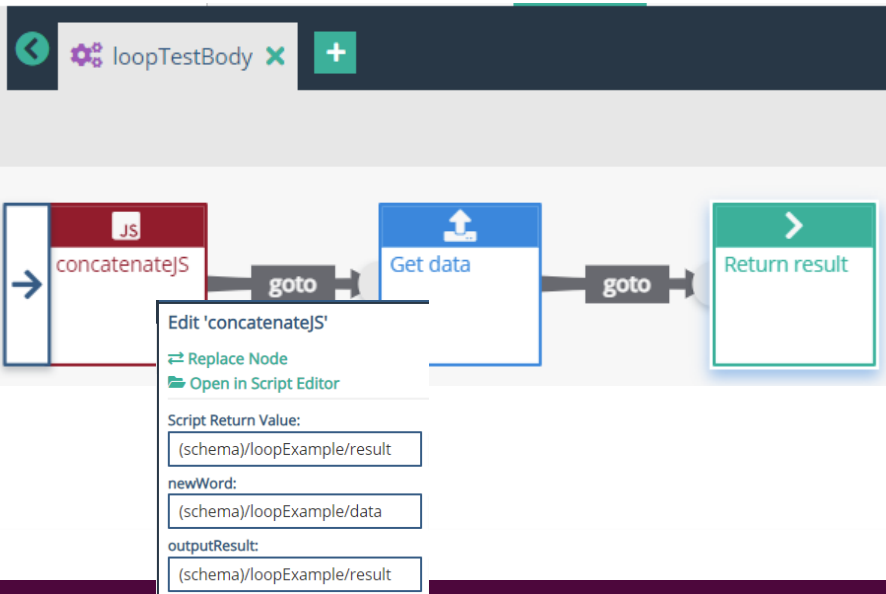 loopTestBody
JS
concatenateJS
goto
Get data
goto
Return result
Edit 'concatenateJS'
Replace Node
Open in Script Editor
Script Return Value:
(schema)/loopExample/result
newWord:
(schema)/loopExample/data
outputResult:
(schema)/loopExample/result